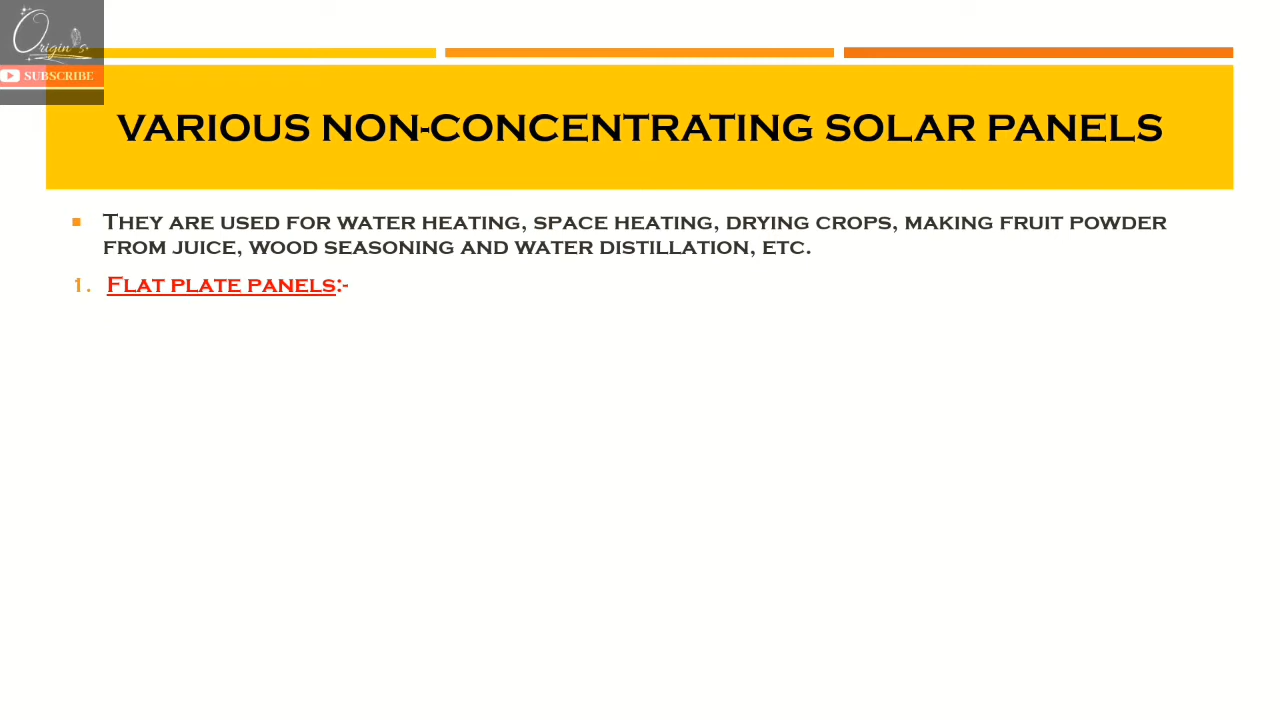 Origin's
SUBSCRIBE
VARIOUS NON-CONCENTRATING SOLAR PANELS
▪ THEY ARE USED FOR WATER HEATING, SPACE HEATING, DRYING CROPS, MAKING FRUIT POWDER
FROM JUICE, WOOD SEASONING AND WATER DISTILLATION, ETC.
1. FLAT PLATE PANELS:-